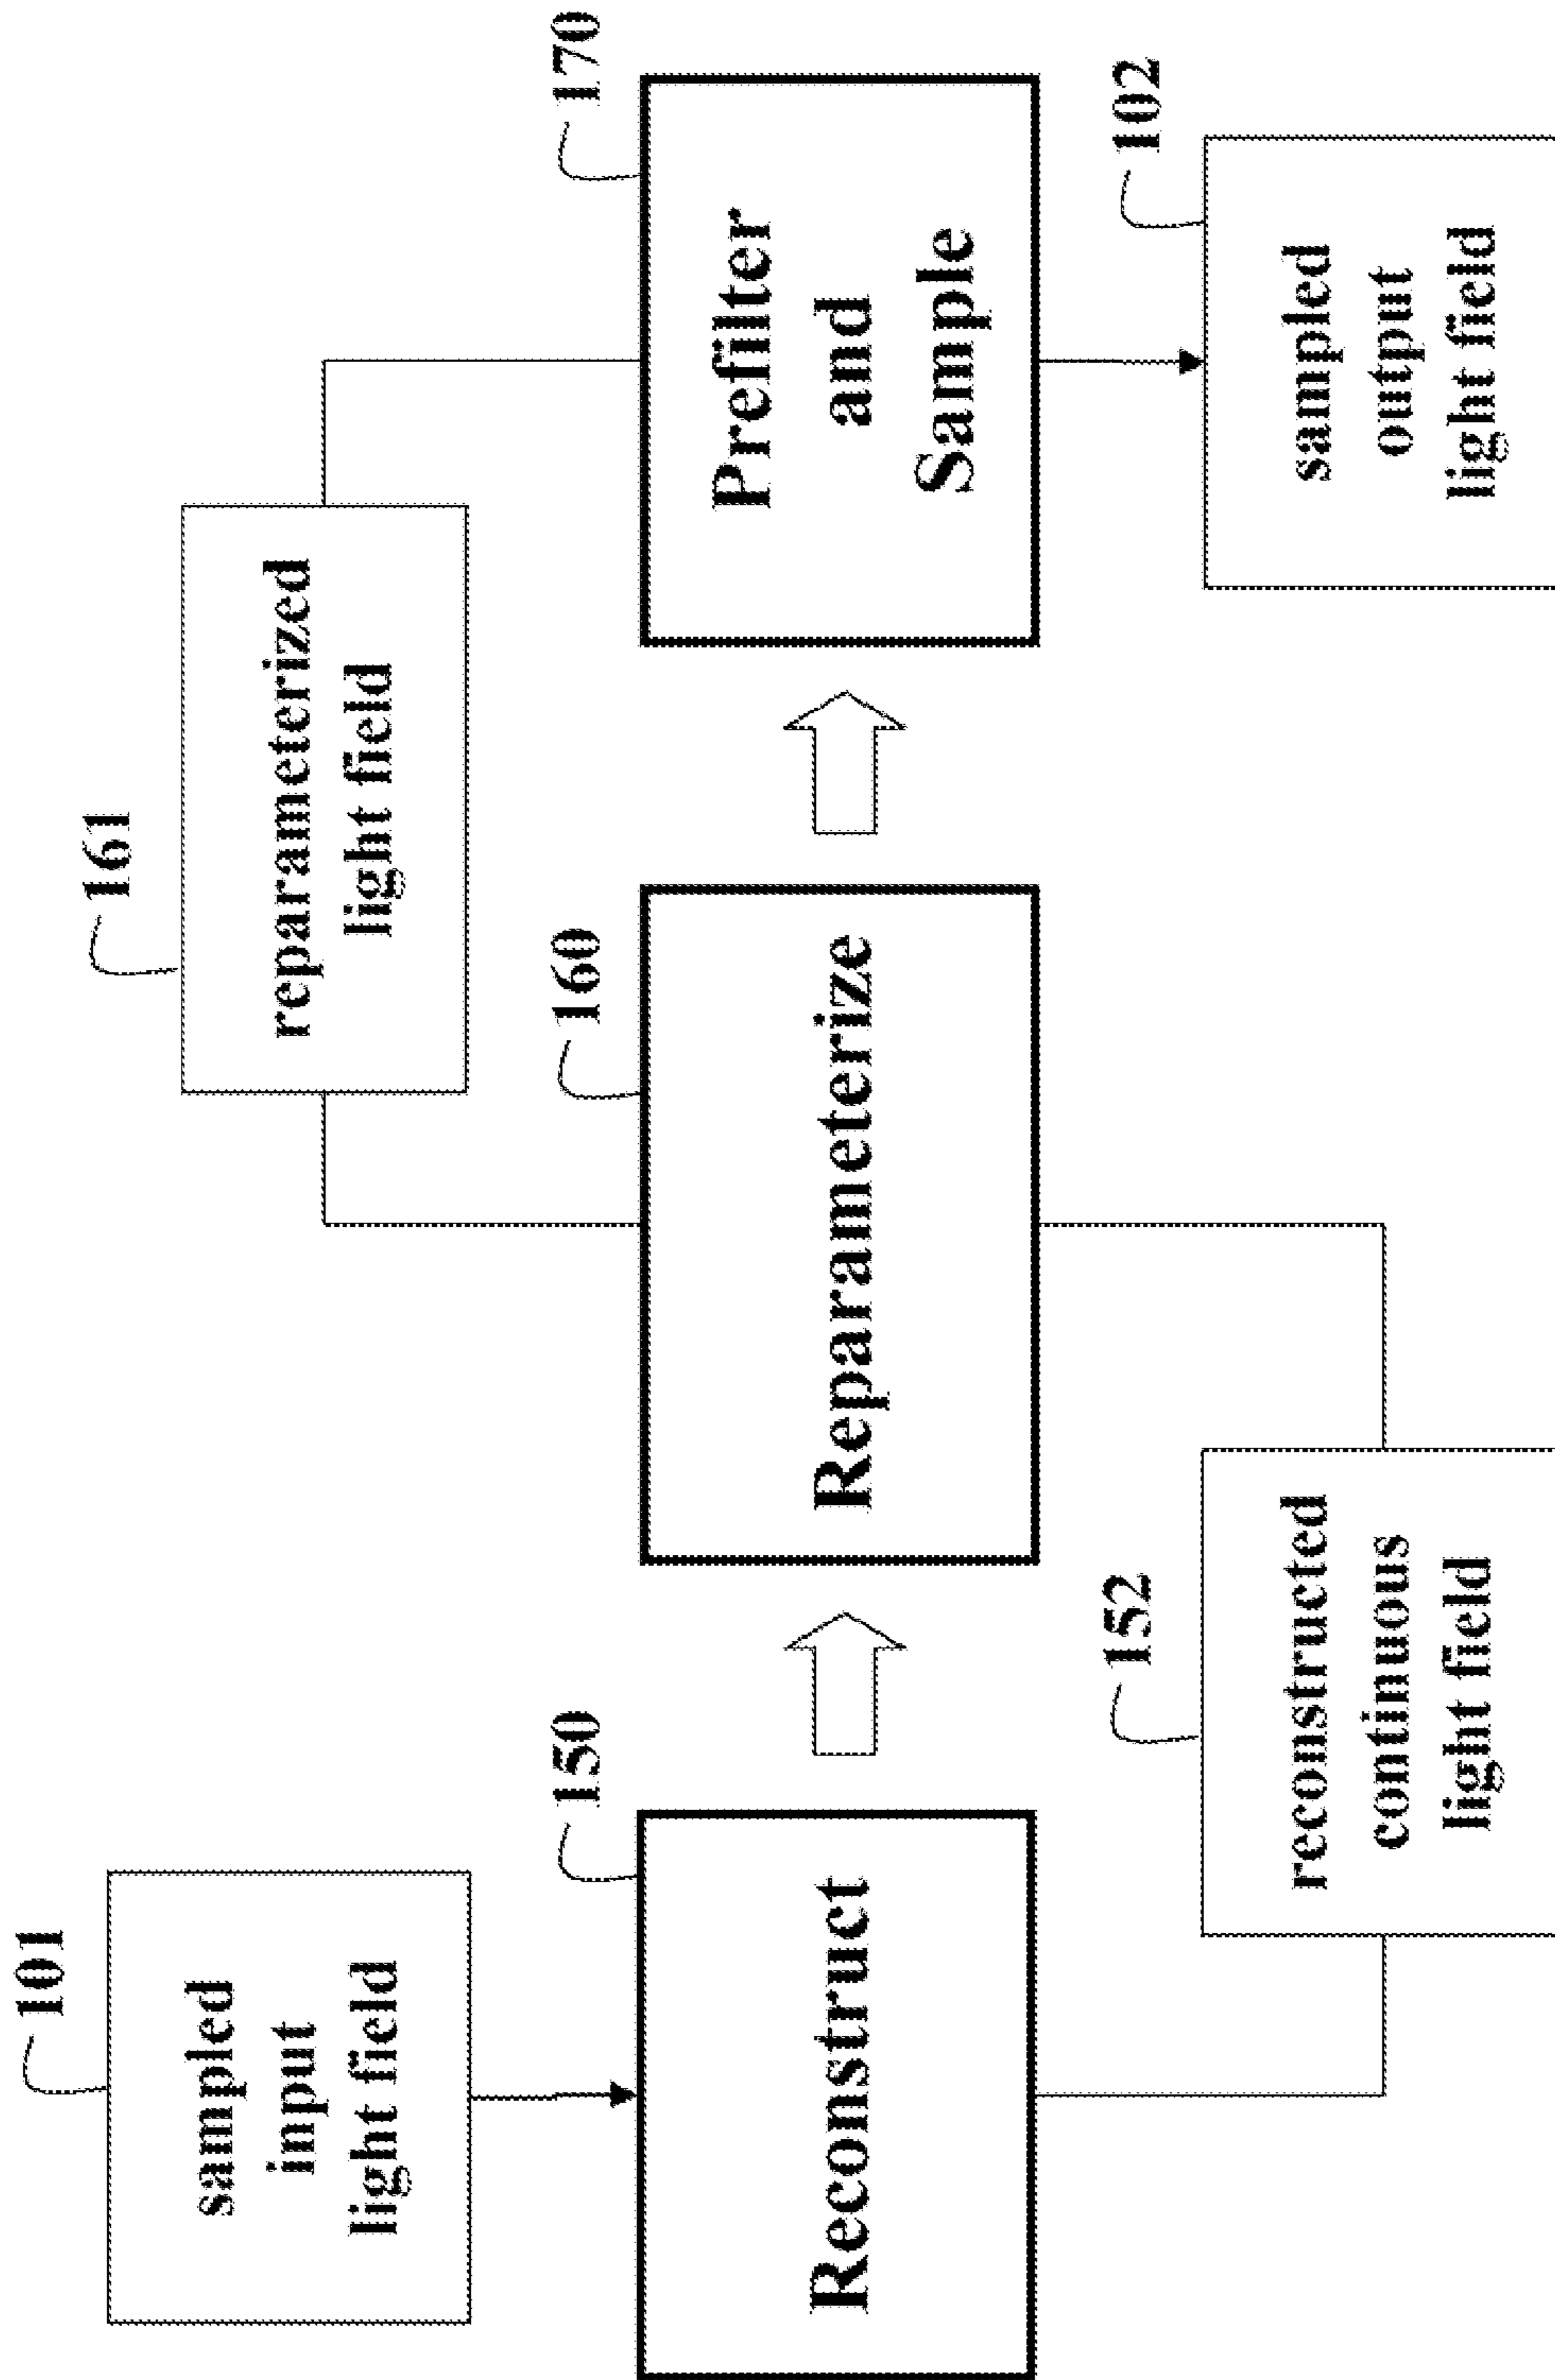 101
sampled
input
light field
150
Reconstruct
152
reconstructed
continuous
light field
160
Reparameterize
161
reparameterized
light field
170
Prefilter
and
Sample
102
sampled
output
light field